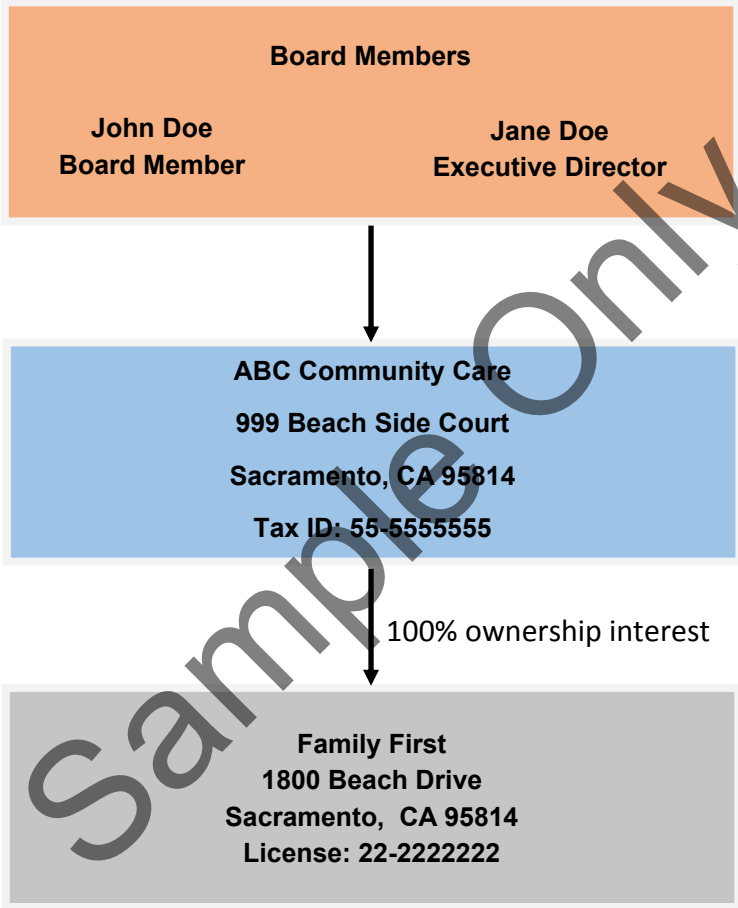 Board Members
John Doe
Board Member
Jane Doe
Executive Director
ABC Community Care
999 Beach Side Court
Sacramento, CA 95814
Tax ID: 55-5555555
100% ownership interest
Family First
1800 Beach Drive
Sacramento, CA 95814
License: 22-2222222
Sample Only